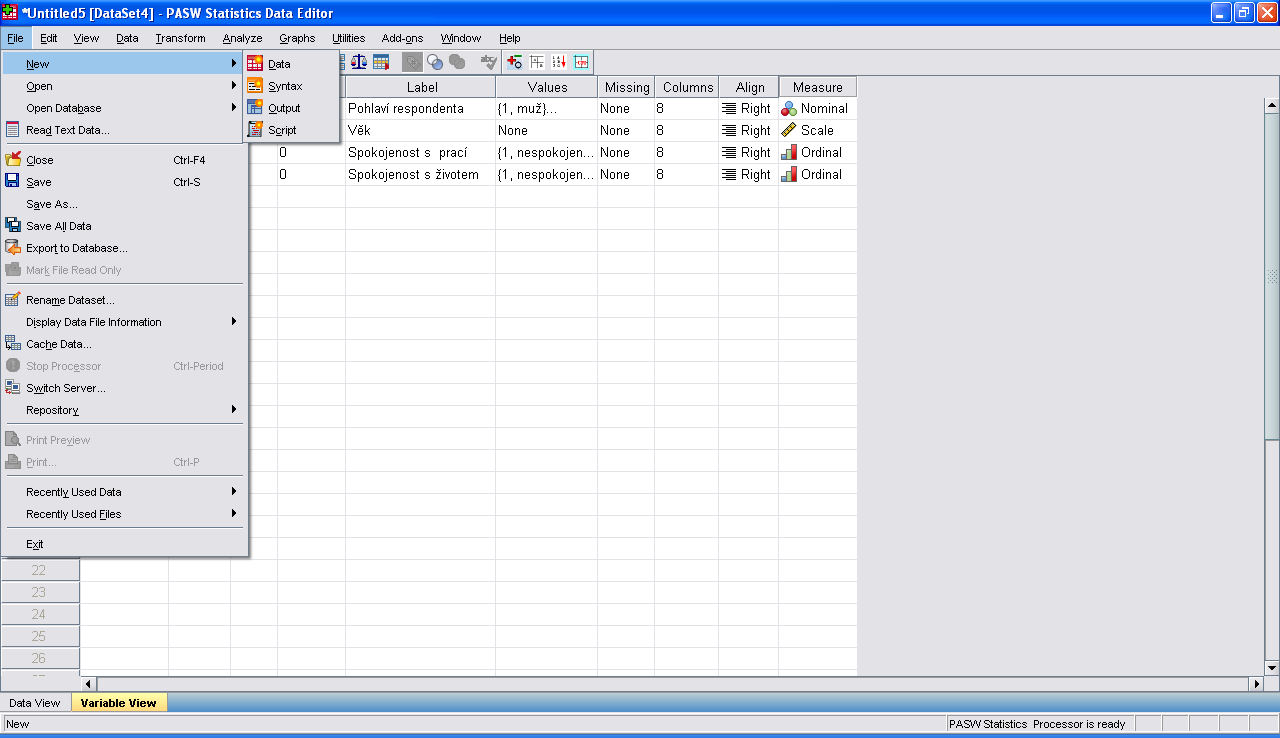 *Untitled5 [DataSet4] - PASW Statistics Data Editor
File Edit View Data Transform Analyze Graphs Utilities Add-ons Window Help
New
Open
Open Database
Read Text Data...
Close Ctrl-F4
Save Ctrl-S
Save As...
Save All Data
Export to Database...
Mark File Read Only
Rename Dataset...
Display Data File Information
Cache Data...
Stop Processor Ctrl-Period
Switch Server...
Repository
Print Preview
Print... Ctrl-P
Recently Used Data
Recently Used Files
Exit
Data
Syntax
Output
Script
Label Values Missing Columns Align Measure
Pohlaví respondenta {1, muž}... None 8 Right Nominal
Věk None None 8 Right Scale
0 Spokojenost s prací {1, nespokojen... None 8 Right Ordinal
0 Spokojenost s životem {1, nespokojen... None 8 Right Ordinal
22
23
24
25
26
Data View Variable View
New PASW Statistics Processor is ready